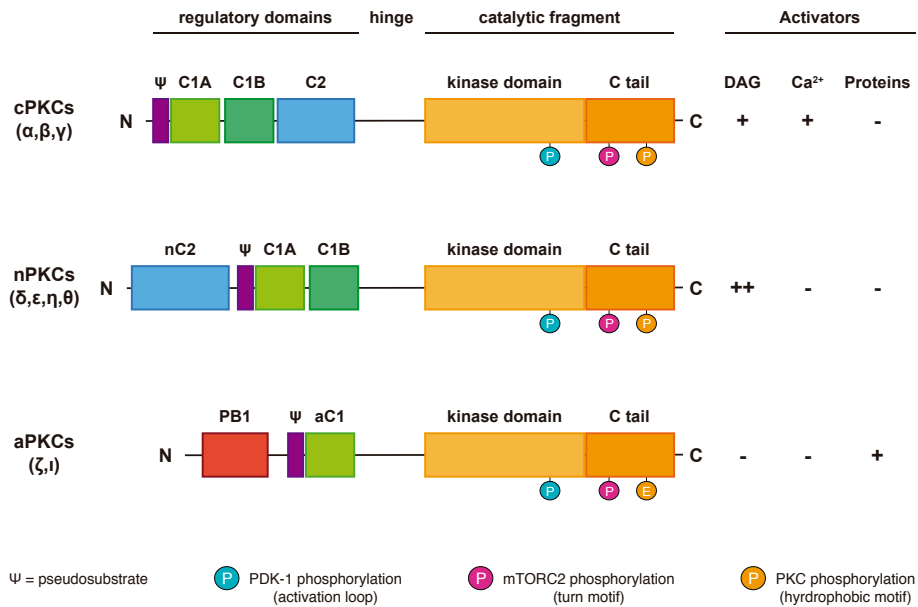 regulatory domains hinge catalytic fragment Activators
Ψ C1A C1B C2 kinase domain C tail DAG Ca²⁺ Proteins
cPKCs
(α,β,γ)
N C + + -
P P P
nC2 Ψ C1A C1B kinase domain C tail
nPKCs
(δ,ε,η,θ)
N C ++ - -
P P P
PB1 Ψ aC1 kinase domain C tail
aPKCs
(ζ,ι)
N C - - +
P P E
Ψ = pseudosubstrate
P PDK-1 phosphorylation
(activation loop)
P mTORC2 phosphorylation
(turn motif)
P PKC phosphorylation
(hyrdrophobic motif)